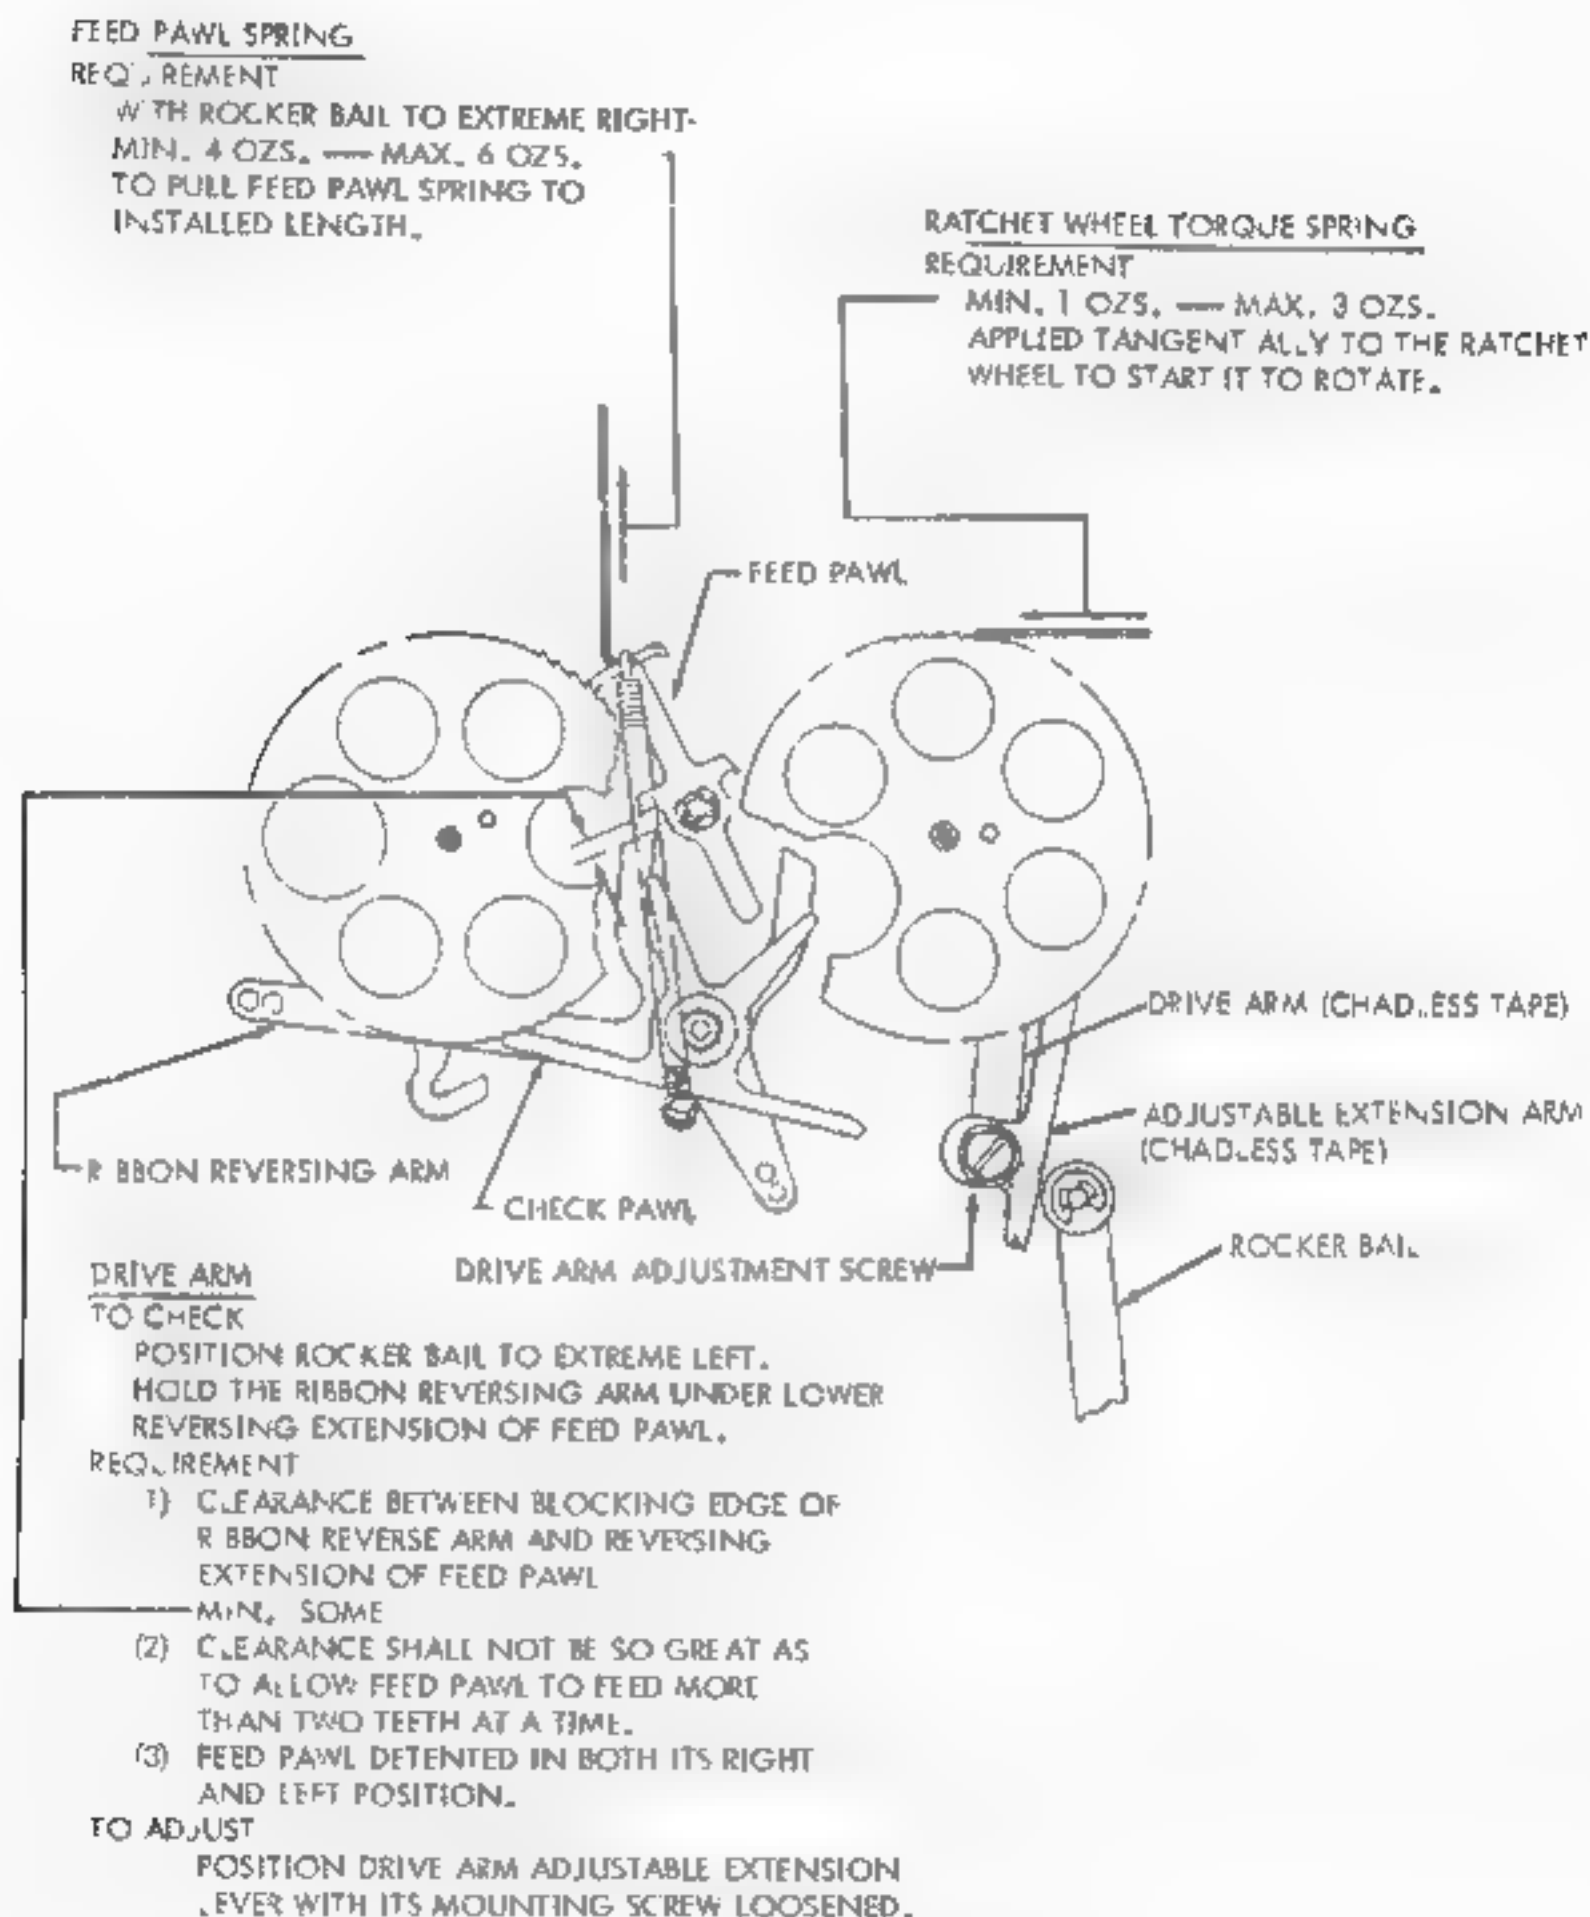 FEED PAWL SPRING
REQUIREMENT
WITH ROCKER BAIL TO EXTREME RIGHT-
MIN. 4 OZS. — MAX. 6 OZS.
TO PULL FEED PAWL SPRING TO
INSTALLED LENGTH.
RATCHET WHEEL TORQUE SPRING
REQUIREMENT
MIN. 1 OZS. — MAX. 3 OZS.
APPLIED TANGENTIALLY TO THE RATCHET
WHEEL TO START IT TO ROTATE.
FEED PAWL
DRIVE ARM (CHADLESS TAPE)
ADJUSTABLE EXTENSION ARM
(CHADLESS TAPE)
RIBBON REVERSING ARM
CHECK PAWL
DRIVE ARM ADJUSTMENT SCREW
ROCKER BAIL
DRIVE ARM
TO CHECK
POSITION ROCKER BAIL TO EXTREME LEFT.
HOLD THE RIBBON REVERSING ARM UNDER LOWER
REVERSING EXTENSION OF FEED PAWL.
REQUIREMENT
1) CLEARANCE BETWEEN BLOCKING EDGE OF
RIBBON REVERSE ARM AND REVERSING
EXTENSION OF FEED PAWL
MIN. SOME
(2) CLEARANCE SHALL NOT BE SO GREAT AS
TO ALLOW FEED PAWL TO FEED MORE
THAN TWO TEETH AT A TIME.
(3) FEED PAWL DETENTED IN BOTH ITS RIGHT
AND LEFT POSITION.
TO ADJUST
POSITION DRIVE ARM ADJUSTABLE EXTENSION
LEVER WITH ITS MOUNTING SCREW LOOSENED.